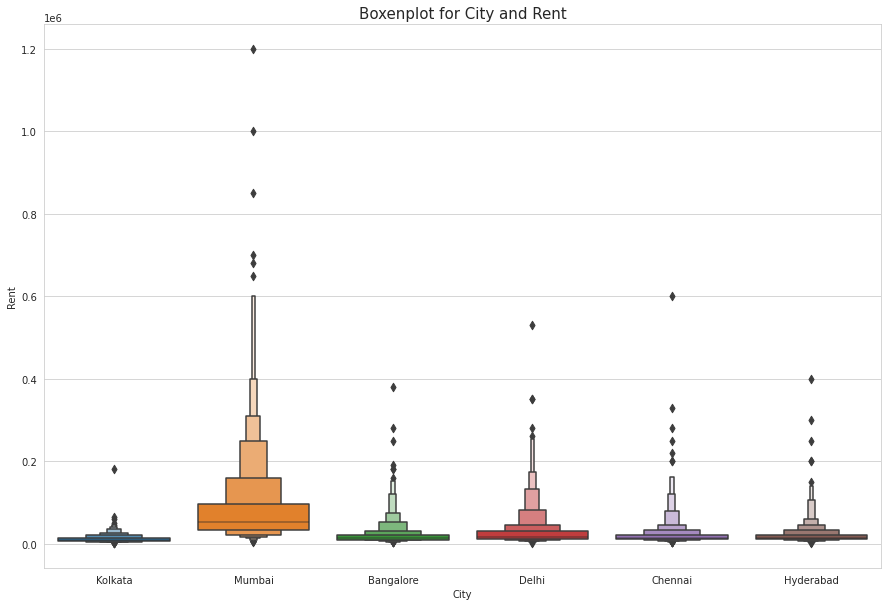 Boxenplot for City and Rent
1e6
1.2
1.0
0.8
0.6
0.4
0.2
0.0
Rent
Kolkata Mumbai Bangalore Delhi Chennai Hyderabad
City